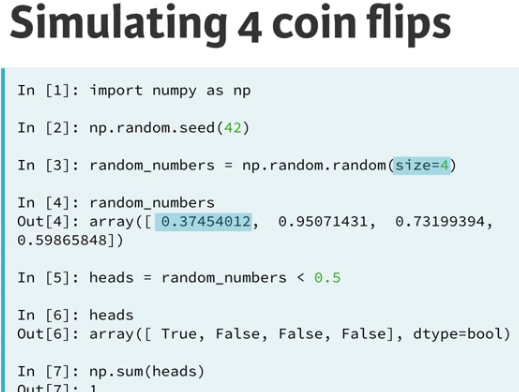 Simulating 4 coin flips
In [1]: import numpy as np
In [2]: np.random.seed(42)
In [3]: random_numbers = np.random.random(size=4)
In [4]: random_numbers
Out[4]: array([ 0.37454012, 0.95071431, 0.73199394,
0.59865848])
In [5]: heads = random_numbers < 0.5
In [6]: heads
Out[6]: array([ True, False, False, False], dtype=bool)
In [7]: np.sum(heads)
Out[7]: 1